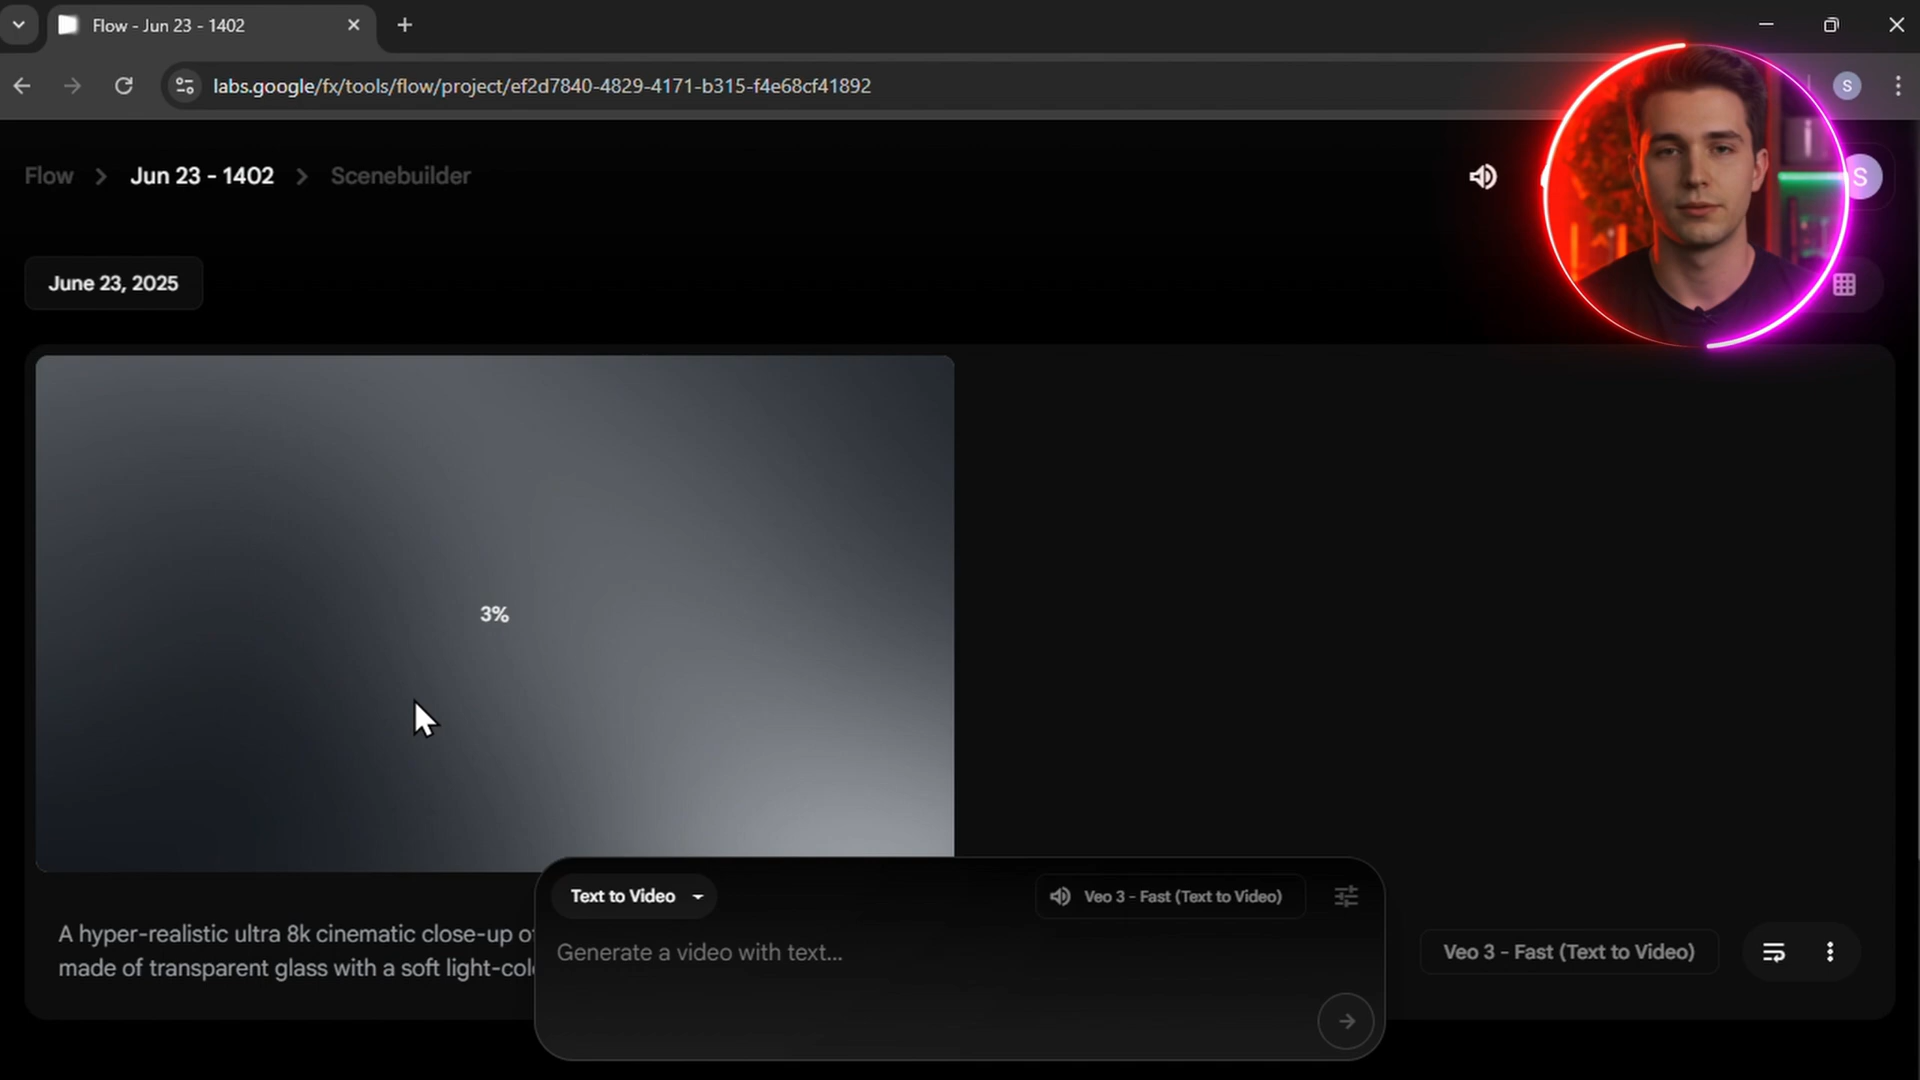 Flow - Jun 23 - 1402
labs.google/fx/tools/flow/project/ef2d7840-4829-4171-b315-f4e68cf41892
S
Flow > Jun 23 - 1402 > Scenebuilder
S
June 23, 2025
3%
Text to Video
Veo 3 - Fast (Text to Video)
Generate a video with text...
A hyper-realistic ultra 8k cinematic close-up
made of transparent glass with a soft
Veo 3 - Fast (Text to Video)